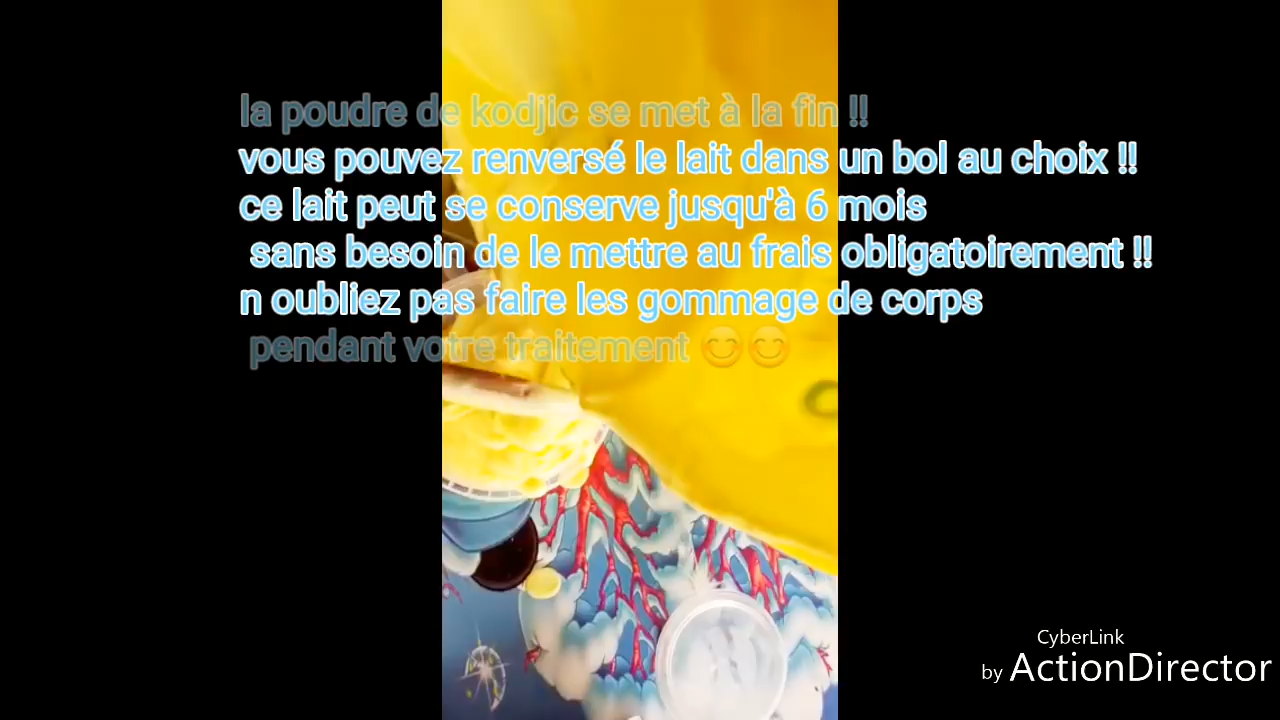 la poudre de kodjic se met à la fin !!
vous pouvez renversé le lait dans un bol au choix !!
ce lait peut se conserve jusqu'à 6 mois
sans besoin de le mettre au frais obligatoirement !!
n oubliez pas faire les gommage de corps
pendant votre traitement 😊😊
CyberLink
by ActionDirector